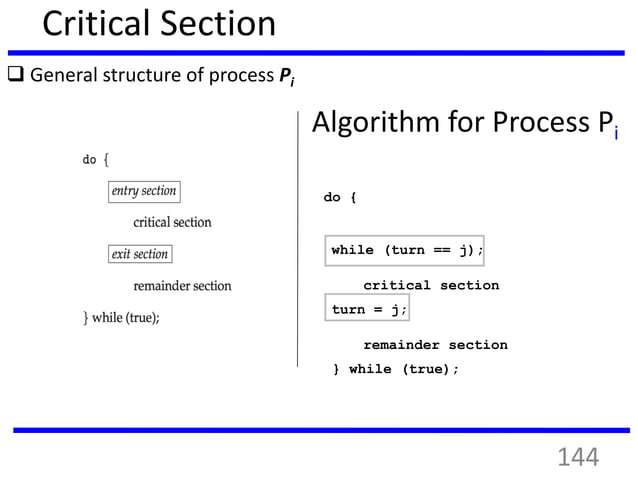 Critical Section
General structure of process Pi
do {
entry section
critical section
exit section
remainder section
} while (true);
Algorithm for Process Pi
do {
while (turn == j);
critical section
turn = j;
remainder section
} while (true);
144